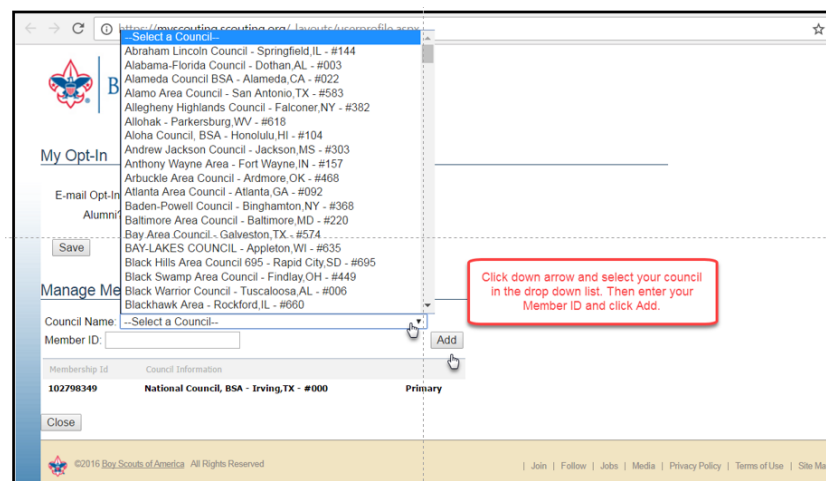 https://myscouting.scouting.org/_layouts/userprofile.aspx
--Select a Council--
Abraham Lincoln Council - Springfield,IL - #144
Alabama-Florida Council - Dothan,AL - #003
Alameda Council BSA - Alameda,CA - #022
Alamo Area Council - San Antonio,TX - #583
Allegheny Highlands Council - Falconer,NY - #382
Allohak - Parkersburg,WV - #618
Aloha Council, BSA - Honolulu,HI - #104
Andrew Jackson Council - Jackson,MS - #303
Anthony Wayne Area - Fort Wayne,IN - #157
Arbuckle Area Council - Ardmore,OK - #468
Atlanta Area Council - Atlanta,GA - #092
Baden-Powell Council - Binghamton,NY - #368
Baltimore Area Council - Baltimore,MD - #220
Bay Area Council - Galveston,TX - #574
BAY-LAKES COUNCIL - Appleton,WI - #635
Black Hills Area Council 695 - Rapid City,SD - #695
Black Swamp Area Council - Findlay,OH - #449
Black Warrior Council - Tuscaloosa,AL - #006
Blackhawk Area - Rockford,IL - #660
B
My Opt-In
E-mail Opt-In
Alumni?
Save
Manage Me
Click down arrow and select your council
in the drop down list. Then enter your
Member ID and click Add.
Council Name: --Select a Council--
Member ID:
Add
Membership Id Council Information
102798349 National Council, BSA - Irving,TX - #000 Primary
Close
©2016 Boy Scouts of America All Rights Reserved
| Join | Follow | Jobs | Media | Privacy Policy | Terms of Use | Site Ma